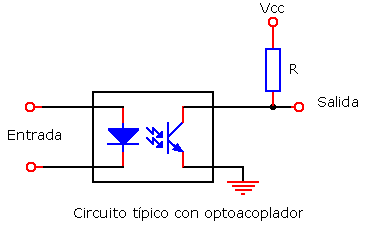 Vcc
R
Salida
Entrada
Circuito típico con optoacoplador